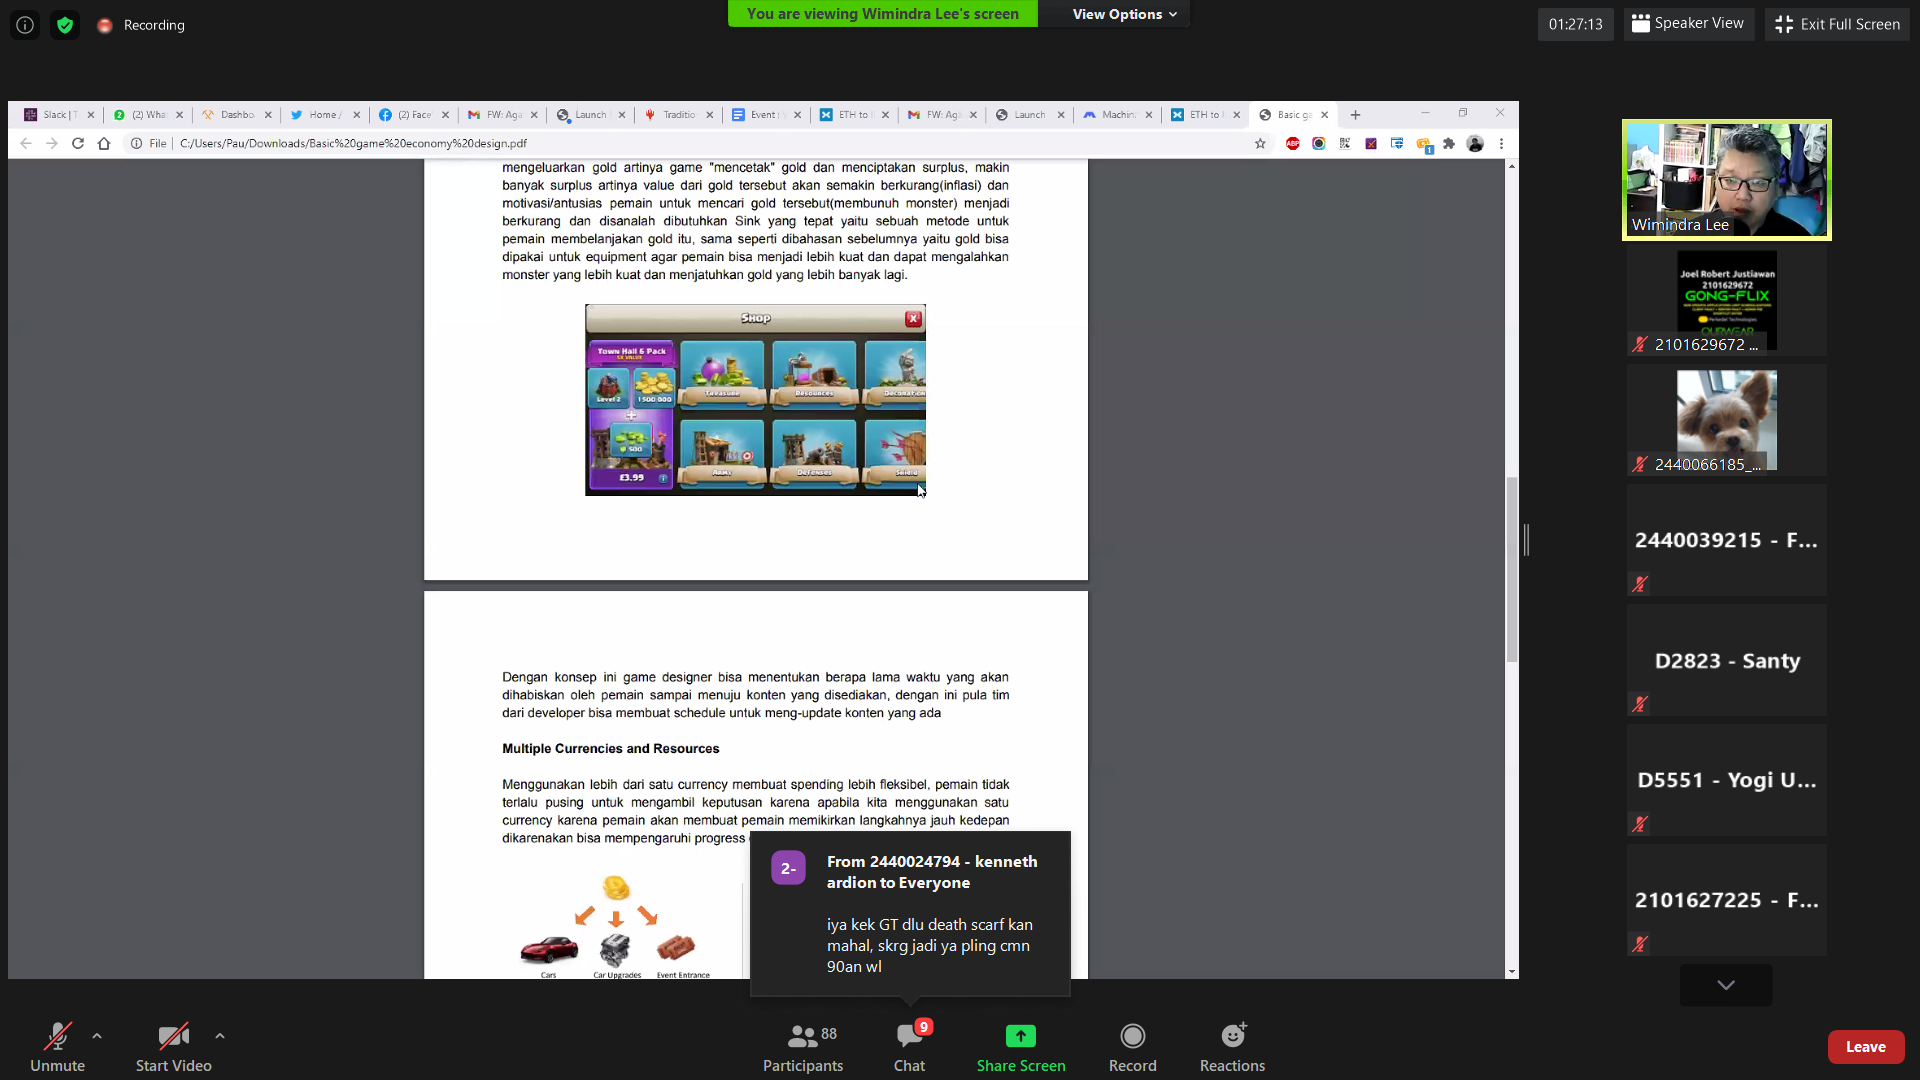 Recording
You are viewing Wimindra Lee's screen
View Options
01:27:13
Speaker View
Exit Full Screen
Slack | T
(2) Wha
Dashbo
Home /
(2) Face
FW: Aga
Launch
Traditio
Event
ETH to
FW: Aga
Launch
Machin
ETH to
Basic ga
File
C:/Users/Pau/Downloads/Basic%20game%20economy%20design.pdf
ABP
mengeluarkan gold artinya game "mencetak" gold dan menciptakan surplus, makin
banyak surplus artinya value dari gold tersebut akan semakin berkurang(inflasi) dan
motivasi/antusias pemain untuk mencari gold tersebut(membunuh monster) menjadi
berkurang dan disanalah dibutuhkan Sink yang tepat yaitu sebuah metode untuk
pemain membelanjakan gold itu, sama seperti dibahasan sebelumnya yaitu gold bisa
dipakai untuk equipment agar pemain bisa menjadi lebih kuat dan dapat mengalahkan
monster yang lebih kuat dan menjatuhkan gold yang lebih banyak lagi.
Shop
Town Hall 6 Pack
5X VALUE
Level 2
1 500 000
500
£3.99
Treasure
Resources
Decoration
Army
Defenses
Shield
Dengan konsep ini game designer bisa menentukan berapa lama waktu yang akan
dihabiskan oleh pemain sampai menuju konten yang disediakan, dengan ini pula tim
dari developer bisa membuat schedule untuk meng-update konten yang ada
Multiple Currencies and Resources
Menggunakan lebih dari satu currency membuat spending lebih fleksibel, pemain tidak
terlalu pusing untuk mengambil keputusan karena apabila kita menggunakan satu
currency karena pemain akan membuat pemain memikirkan langkahnya jauh kedepan
dikarenakan bisa mempengaruhi progress
Cars
Car Upgrades
Event Entrance
2-
From 2440024794 - kenneth
ardion to Everyone
iya kek GT dlu death scarf kan
mahal, skrg jadi ya pling cmn
90an wl
Wimindra Lee
Joel Robert Justiawan
2101629672
GONG-FLIX
2101629672 ...
2440066185_...
2440039215 - F...
D2823 - Santy
D5551 - Yogi U...
2101627225 - F...
Unmute
Start Video
88
Participants
9
Chat
Share Screen
Record
Reactions
Leave